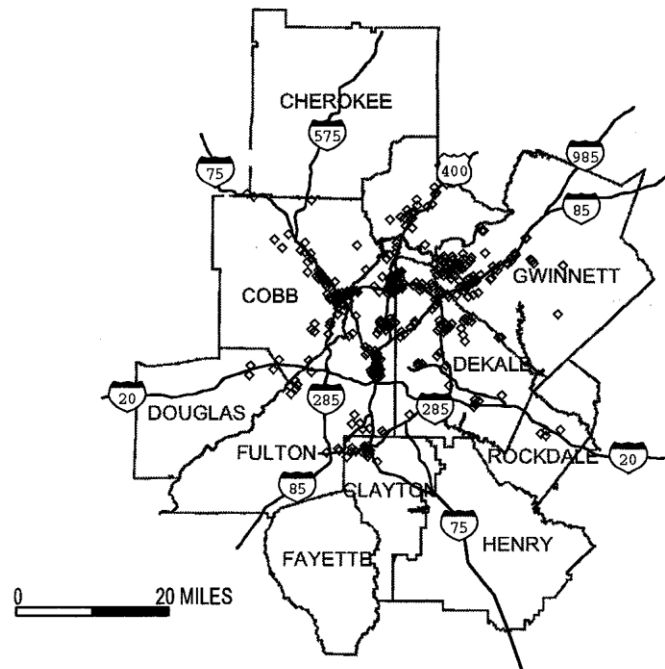 CHEROKEE
575
75
400
985
85
GWINNETT
COBB
DEKALB
20
DOUGLAS
285
285
FULTON
ROCKDALE
20
85
CLAYTON
75
HENRY
FAYETTE
0 20 MILES